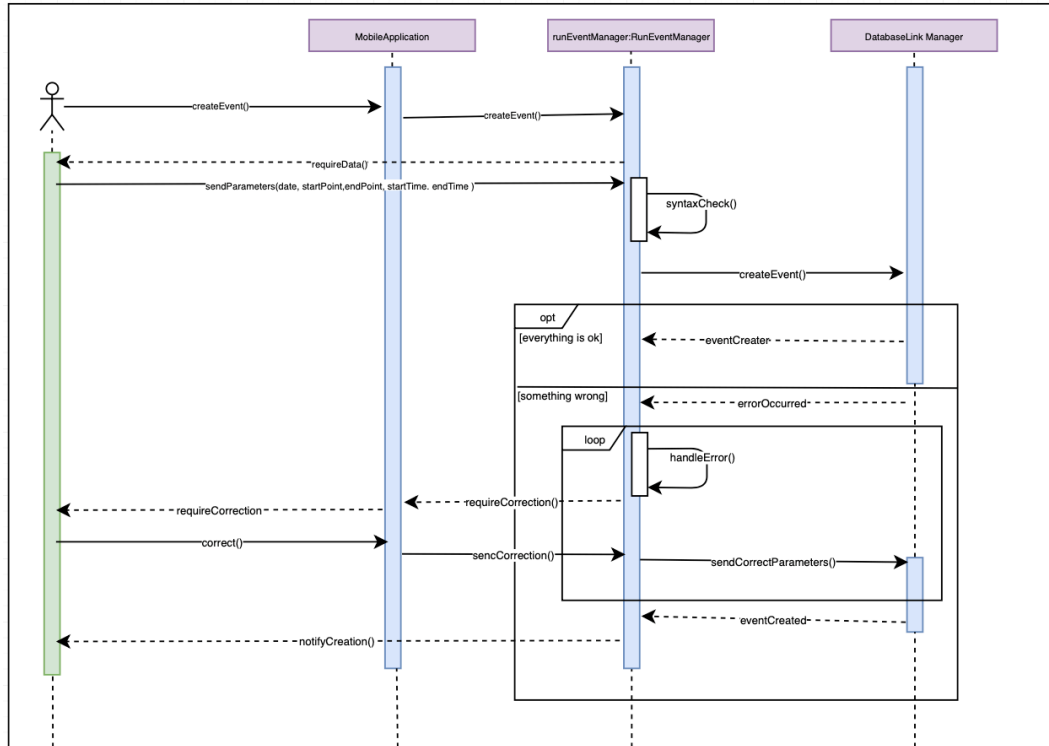 MobileApplication
runEventManager:RunEventManager
DatabaseLink Manager
createEvent()
createEvent()
requireData()
sendParameters(date, startPoint,endPoint, startTime. endTime )
syntaxCheck()
createEvent()
opt
[everything is ok]
eventCreater
[something wrong]
errorOccurred
loop
handleError()
requireCorrection()
requireCorrection
correct()
sencCorrection()
sendCorrectParameters()
eventCreated
notifyCreation()